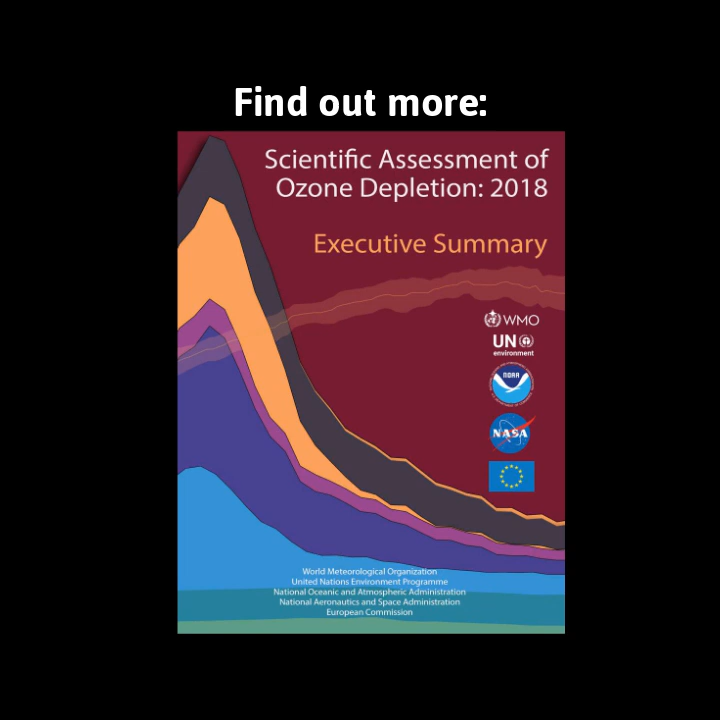 Find out more:
Scientific Assessment of
Ozone Depletion: 2018
Executive Summary
WMO
UN
environment
NOAA
NASA
World Meteorological Organization
United Nations Environment Programme
National Oceanic and Atmospheric Administration
National Aeronautics and Space Administration
European Commission